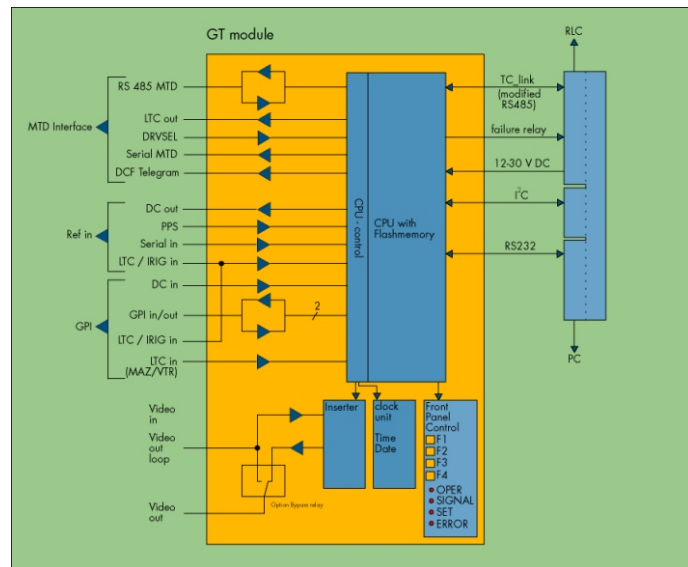 GT module
RLC
RS 485 MTD
TC_link
(modified
RS485)
LTC out
MTD Interface
DRVSEL
failure relay
Serial MTD
DCF Telegram
12-30 V DC
I²C
DC out
PPS
Ref in
Serial in
RS232
LTC / IRIG in
CPU - control
CPU with
Flashmemory
DC in
GPI in/out
2
GPI
LTC / IRIG in
LTC in
(MAZ/VTR)
PC
Video
in
Video
out
loop
Video
out
Option Bypass relay
Inserter
clock
unit
Time
Date
Front
Panel
Control
F1
F2
F3
F4
OPER
SIGNAL
SET
ERROR